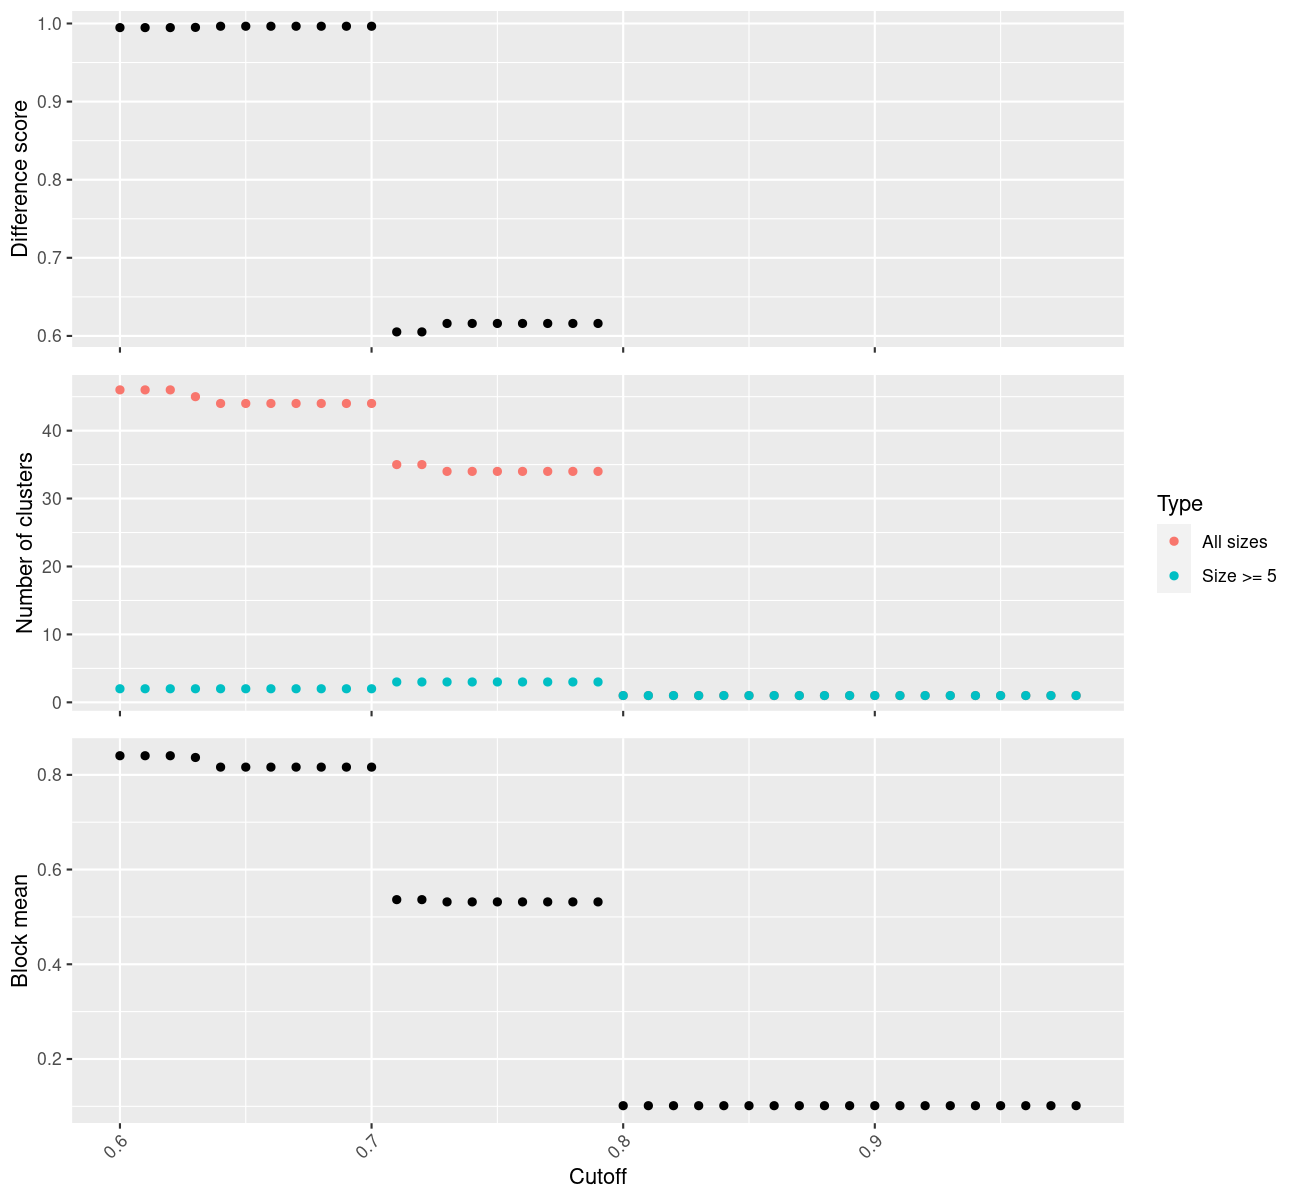 Difference score
1.0
0.9
0.8
0.7
0.6
Number of clusters
40
30
20
10
0
Type
All sizes
Size >= 5
Block mean
0.8
0.6
0.4
0.2
0.6
0.7
0.8
0.9
Cutoff